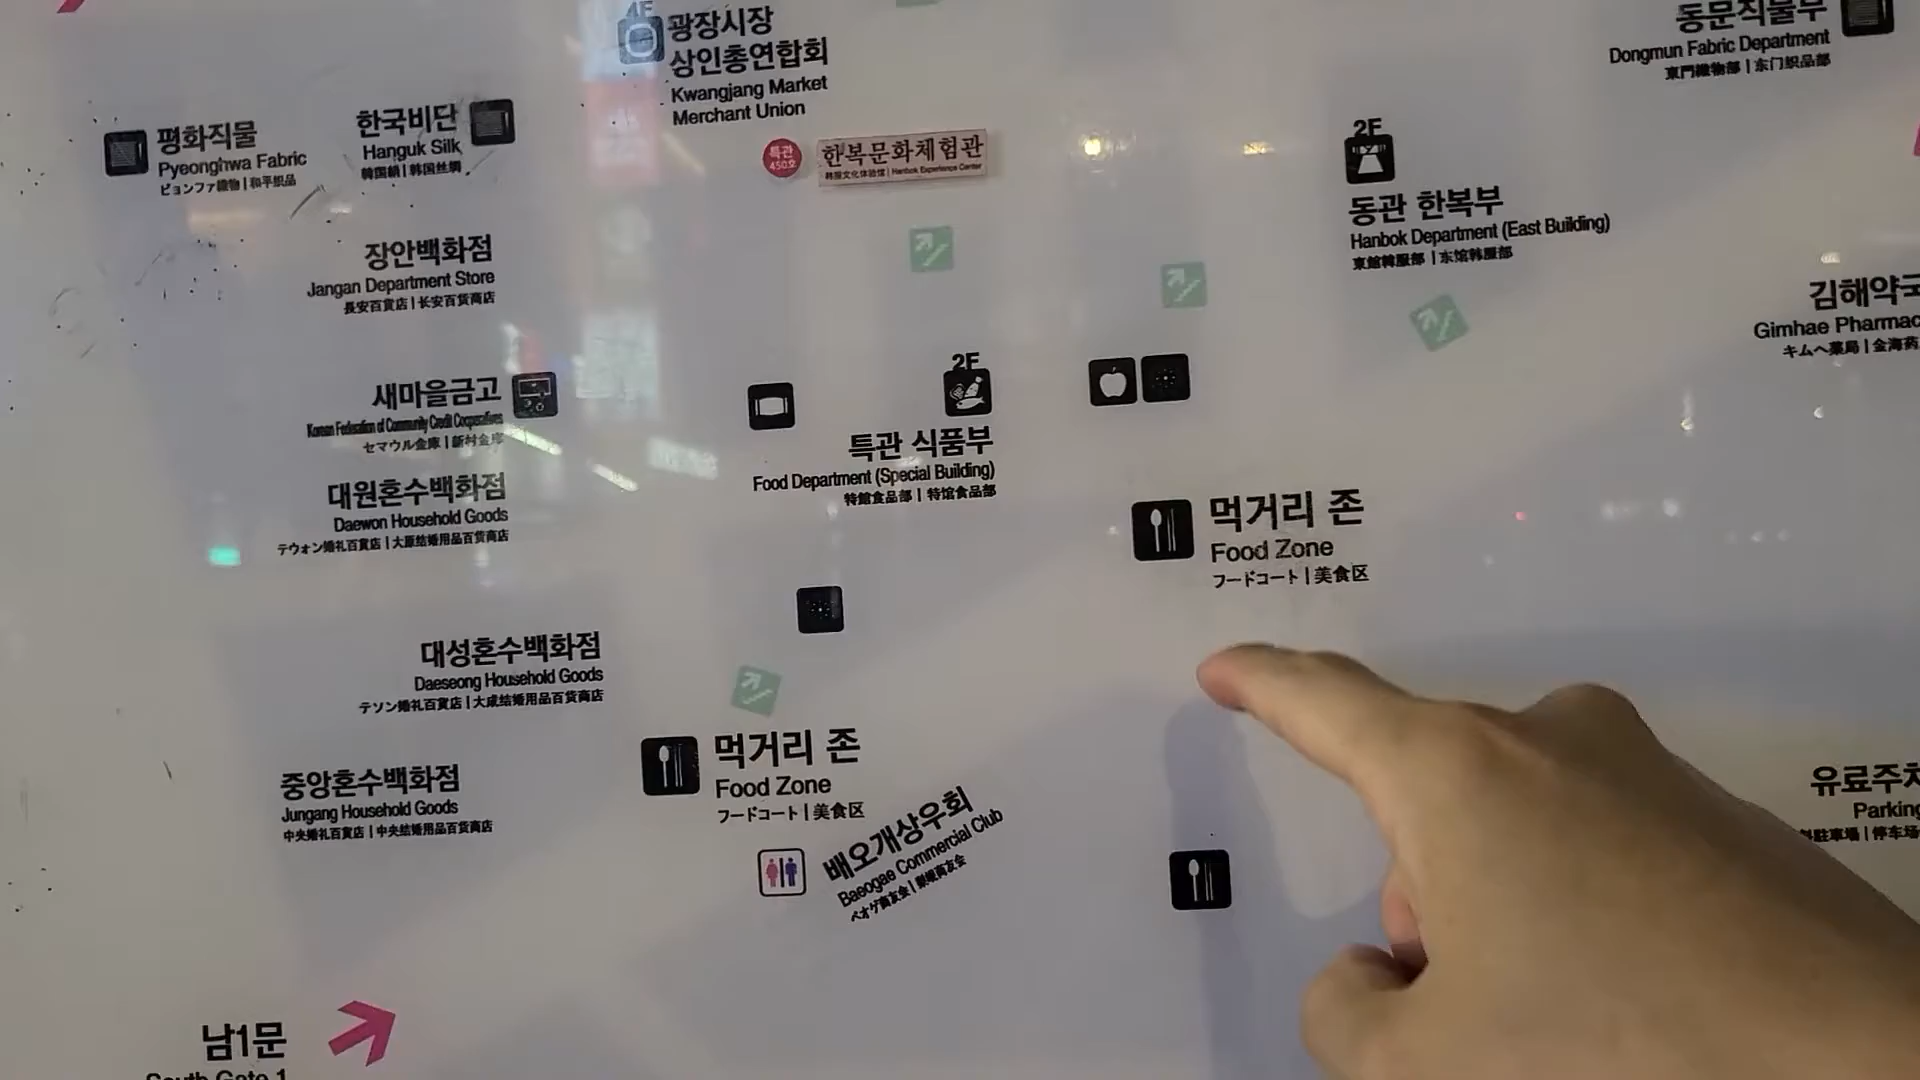 4F
광장시장
상인총연합회
Kwangjang Market
Merchant Union
동문직물부
Dongmun Fabric Department
東門織物部 | 东门织品部
평화직물
Pyeonghwa Fabric
ピョンファ織物 | 和平织品
한국비단
Hanguk Silk
韓国絹 | 韩国丝绸
특관
450호
한복문화체험관
韩服文化体验馆 | Hanbok Experience Center
2F
동관 한복부
Hanbok Department (East Building)
東館韓服部 | 东馆韩服部
장안백화점
Jangan Department Store
長安百貨店 | 长安百货商店
김해약국
Gimhae Pharmac
キムヘ薬局 | 金海药
새마을금고
Korean Federation of Community Credit Cooperatives
セマウル金庫 | 新村金库
2F
특관 식품부
Food Department (Special Building)
特館食品部 | 特馆食品部
대원혼수백화점
Daewon Household Goods
テウォン婚礼百貨店 | 大原结婚用品百货商店
먹거리 존
Food Zone
フードコート | 美食区
대성혼수백화점
Daeseong Household Goods
テソン婚礼百貨店 | 大成结婚用品百货商店
먹거리 존
Food Zone
フードコート | 美食区
중앙혼수백화점
Jungang Household Goods
中央婚礼百貨店 | 中央结婚用品百货商店
배오개상우회
Baeogae Commercial Club
ペオゲ商友会
유료주차
Parking
駐車場 | 停车场
남1문
South Gate 1